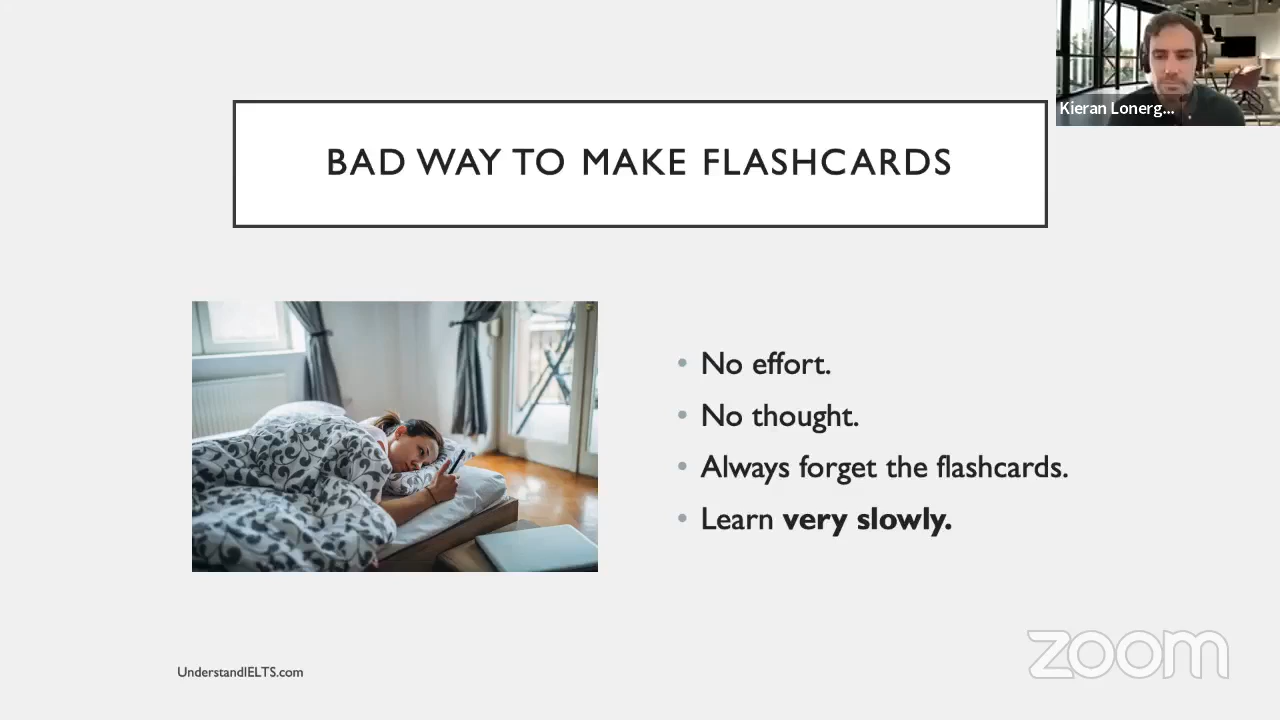 Kieran Lonerg...
BAD WAY TO MAKE FLASHCARDS
• No effort.
• No thought.
• Always forget the flashcards.
• Learn very slowly.
UnderstandIELTS.com
zoom